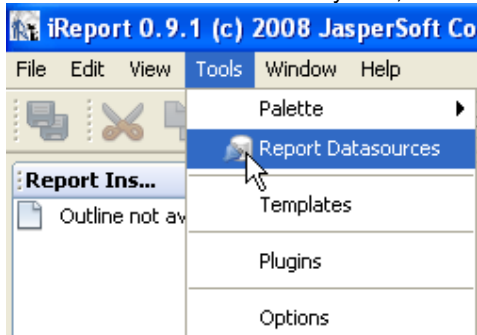 iReport 0.9.1 (c) 2008 JasperSoft Co
File Edit View Tools Window Help
Palette
Report Datasources
Report Ins...
Templates
Outline not av
Plugins
Options